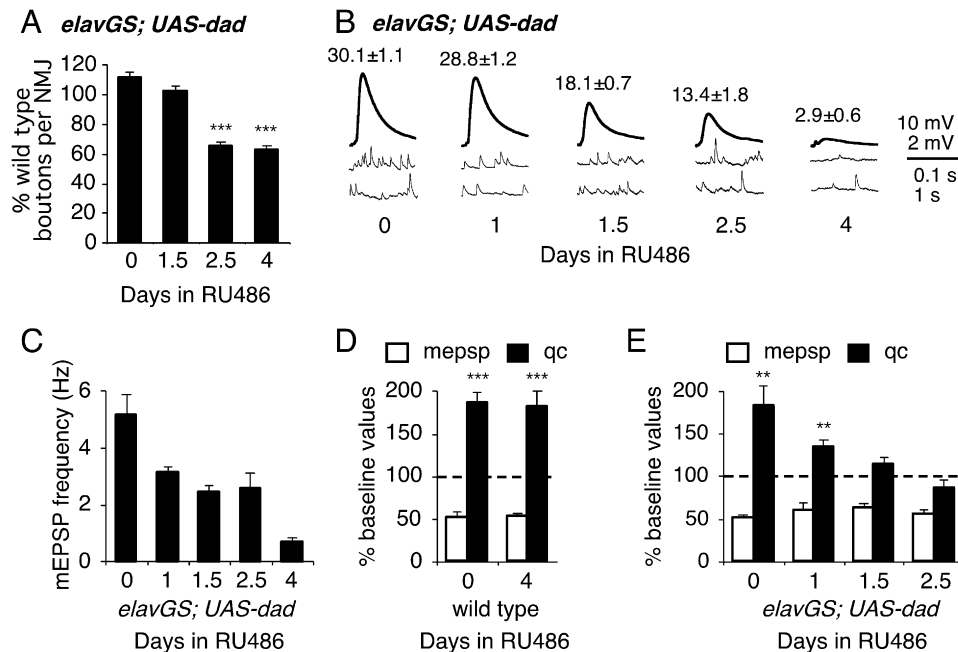 A elavGS; UAS-dad
% wild type
boutons per NMJ
120
100
80
60
40
20
0
*** ***
0 1.5 2.5 4
Days in RU486
B elavGS; UAS-dad
30.1±1.1 28.8±1.2 18.1±0.7 13.4±1.8 2.9±0.6
10 mV
2 mV
0.1 s
1 s
0 1 1.5 2.5 4
Days in RU486
C
mEPSP frequency (Hz)
6
4
2
0
0 1 1.5 2.5 4
elavGS; UAS-dad
Days in RU486
D mepsp qc
% baseline values
200
150
100
50
0
*** ***
0 4
wild type
Days in RU486
E mepsp qc
% baseline values
200
150
100
50
0
** **
0 1 1.5 2.5
elavGS; UAS-dad
Days in RU486